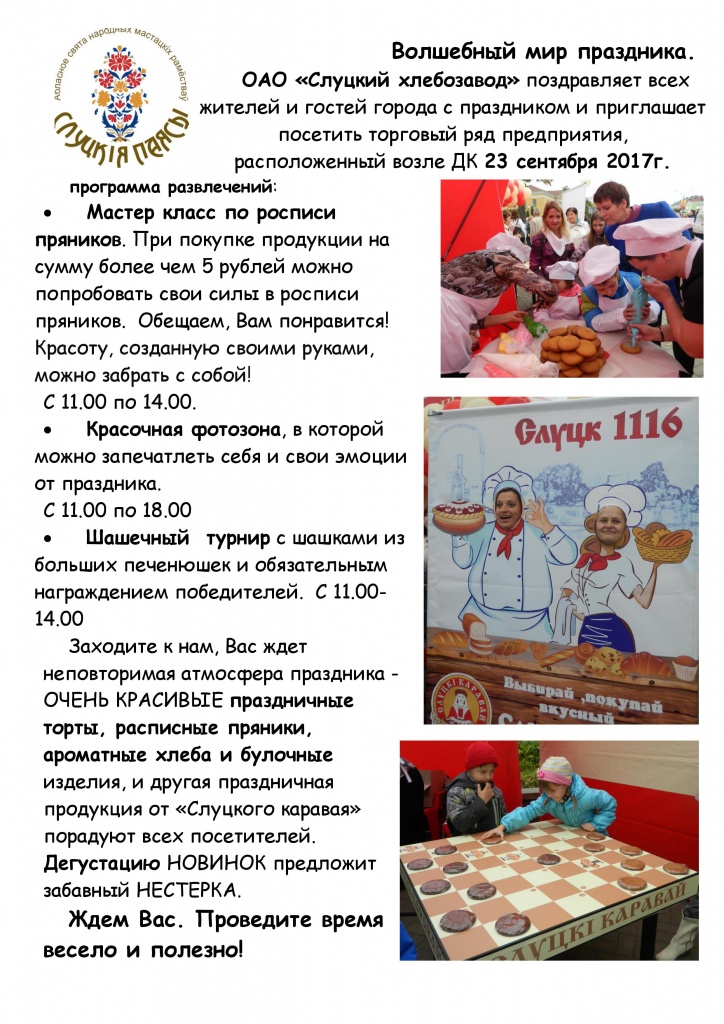 Абласное свята народных мастацкіх рамёстваў
СЛУЦКІЯ ПАЯСЫ
Волшебный мир праздника.
ОАО «Слуцкий хлебозавод» поздравляет всех
жителей и гостей города с праздником и приглашает
посетить торговый ряд предприятия,
расположенный возле ДК 23 сентября 2017г.
программа развлечений:
• Мастер класс по росписи
пряников. При покупке продукции на
сумму более чем 5 рублей можно
попробовать свои силы в росписи
пряников. Обещаем, Вам понравится!
Красоту, созданную своими руками,
можно забрать с собой!
С 11.00 по 14.00.
• Красочная фотозона, в которой
можно запечатлеть себя и свои эмоции
от праздника.
С 11.00 по 18.00
• Шашечный турнир с шашками из
больших печенюшек и обязательным
награждением победителей. С 11.00-
14.00
Заходите к нам, Вас ждет
неповторимая атмосфера праздника -
ОЧЕНЬ КРАСИВЫЕ праздничные
торты, расписные пряники,
ароматные хлеба и булочные
изделия, и другая праздничная
продукция от «Слуцкого каравая»
порадуют всех посетителей.
Дегустацию НОВИНОК предложит
забавный НЕСТЕРКА.
Ждем Вас. Проведите время
весело и полезно!
Слуцк 1116
СЛУЦКІ КАРАВАЙ
Выбирай ,покупай
вкусный
СЛУЦКІ КАРАВАЙ